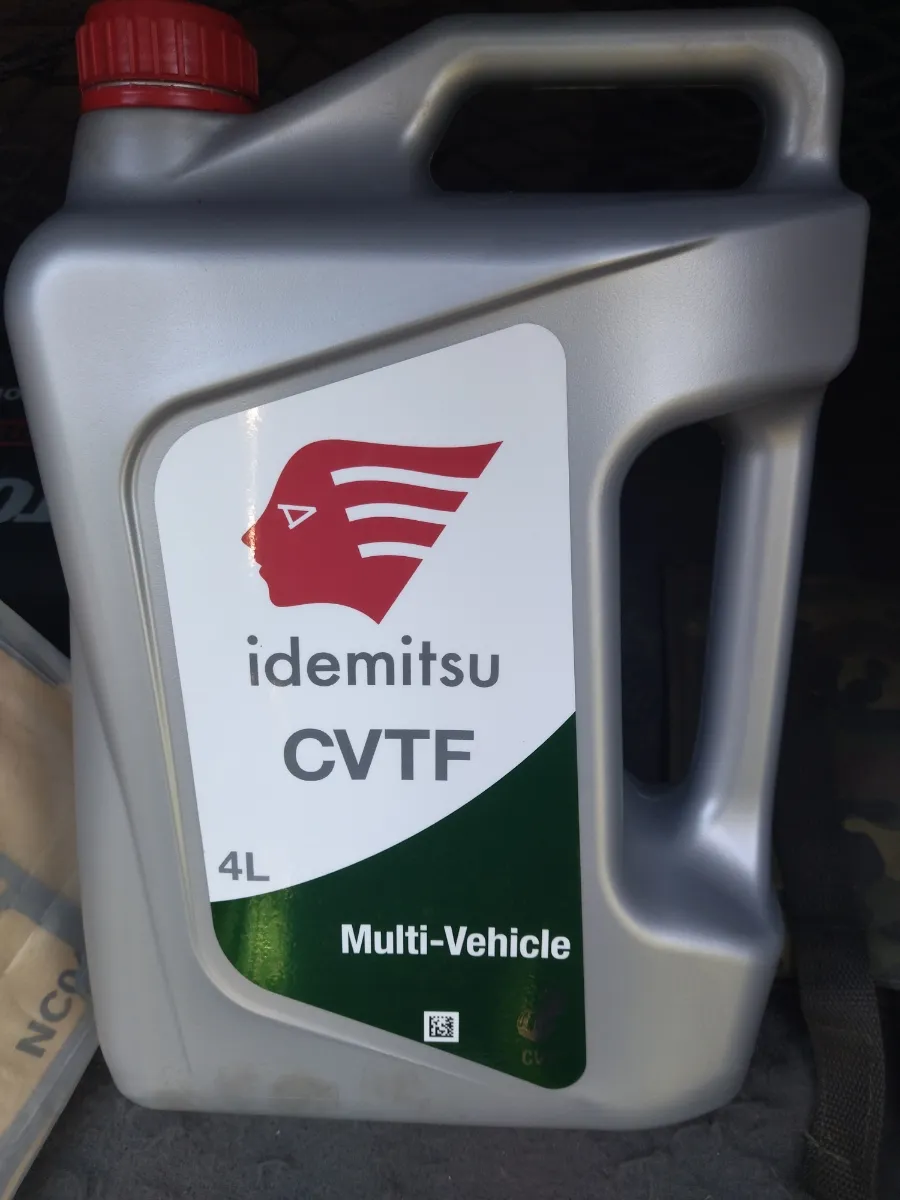 idemitsu
CVTF
4L
Multi-Vehicle